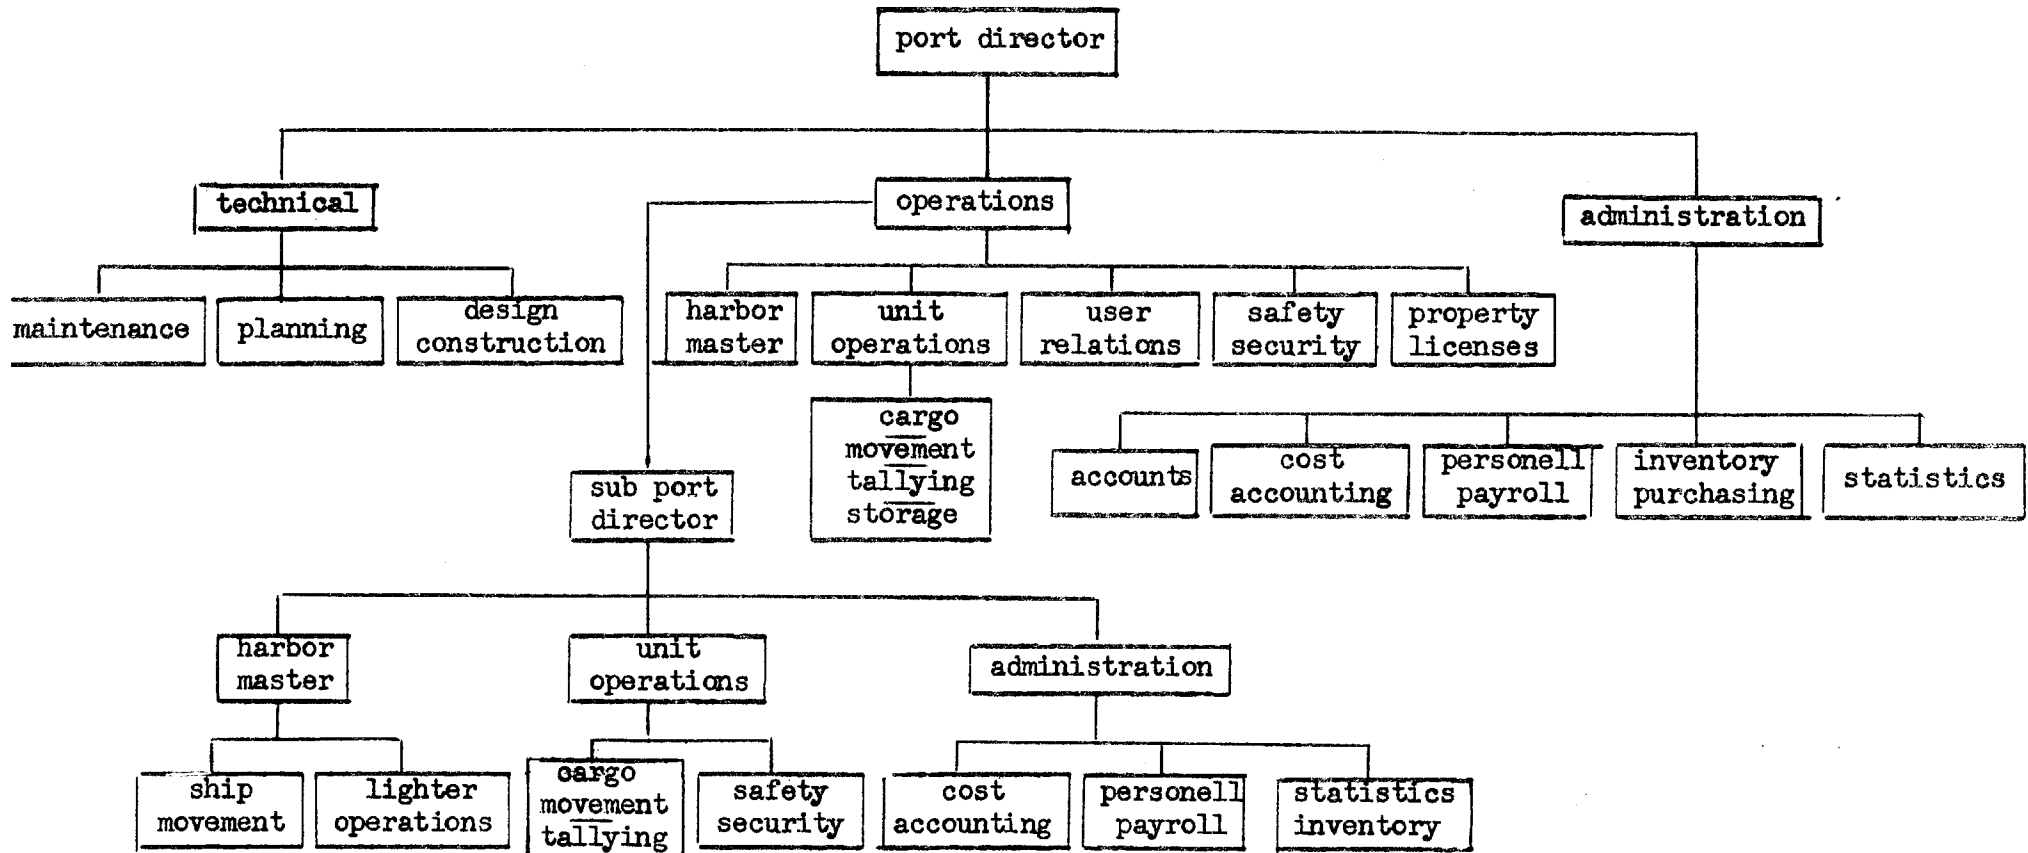 port director
technical
operations
administration
maintenance
planning
design
construction
harbor
master
unit
operations
user
relations
safety
security
property
licenses
cargo
movement
tallying
storage
accounts
cost
accounting
personell
payroll
inventory
purchasing
statistics
sub port
director
harbor
master
unit
operations
administration
ship
movement
lighter
operations
cargo
movement
tallying
safety
security
cost
accounting
personell
payroll
statistics
inventory